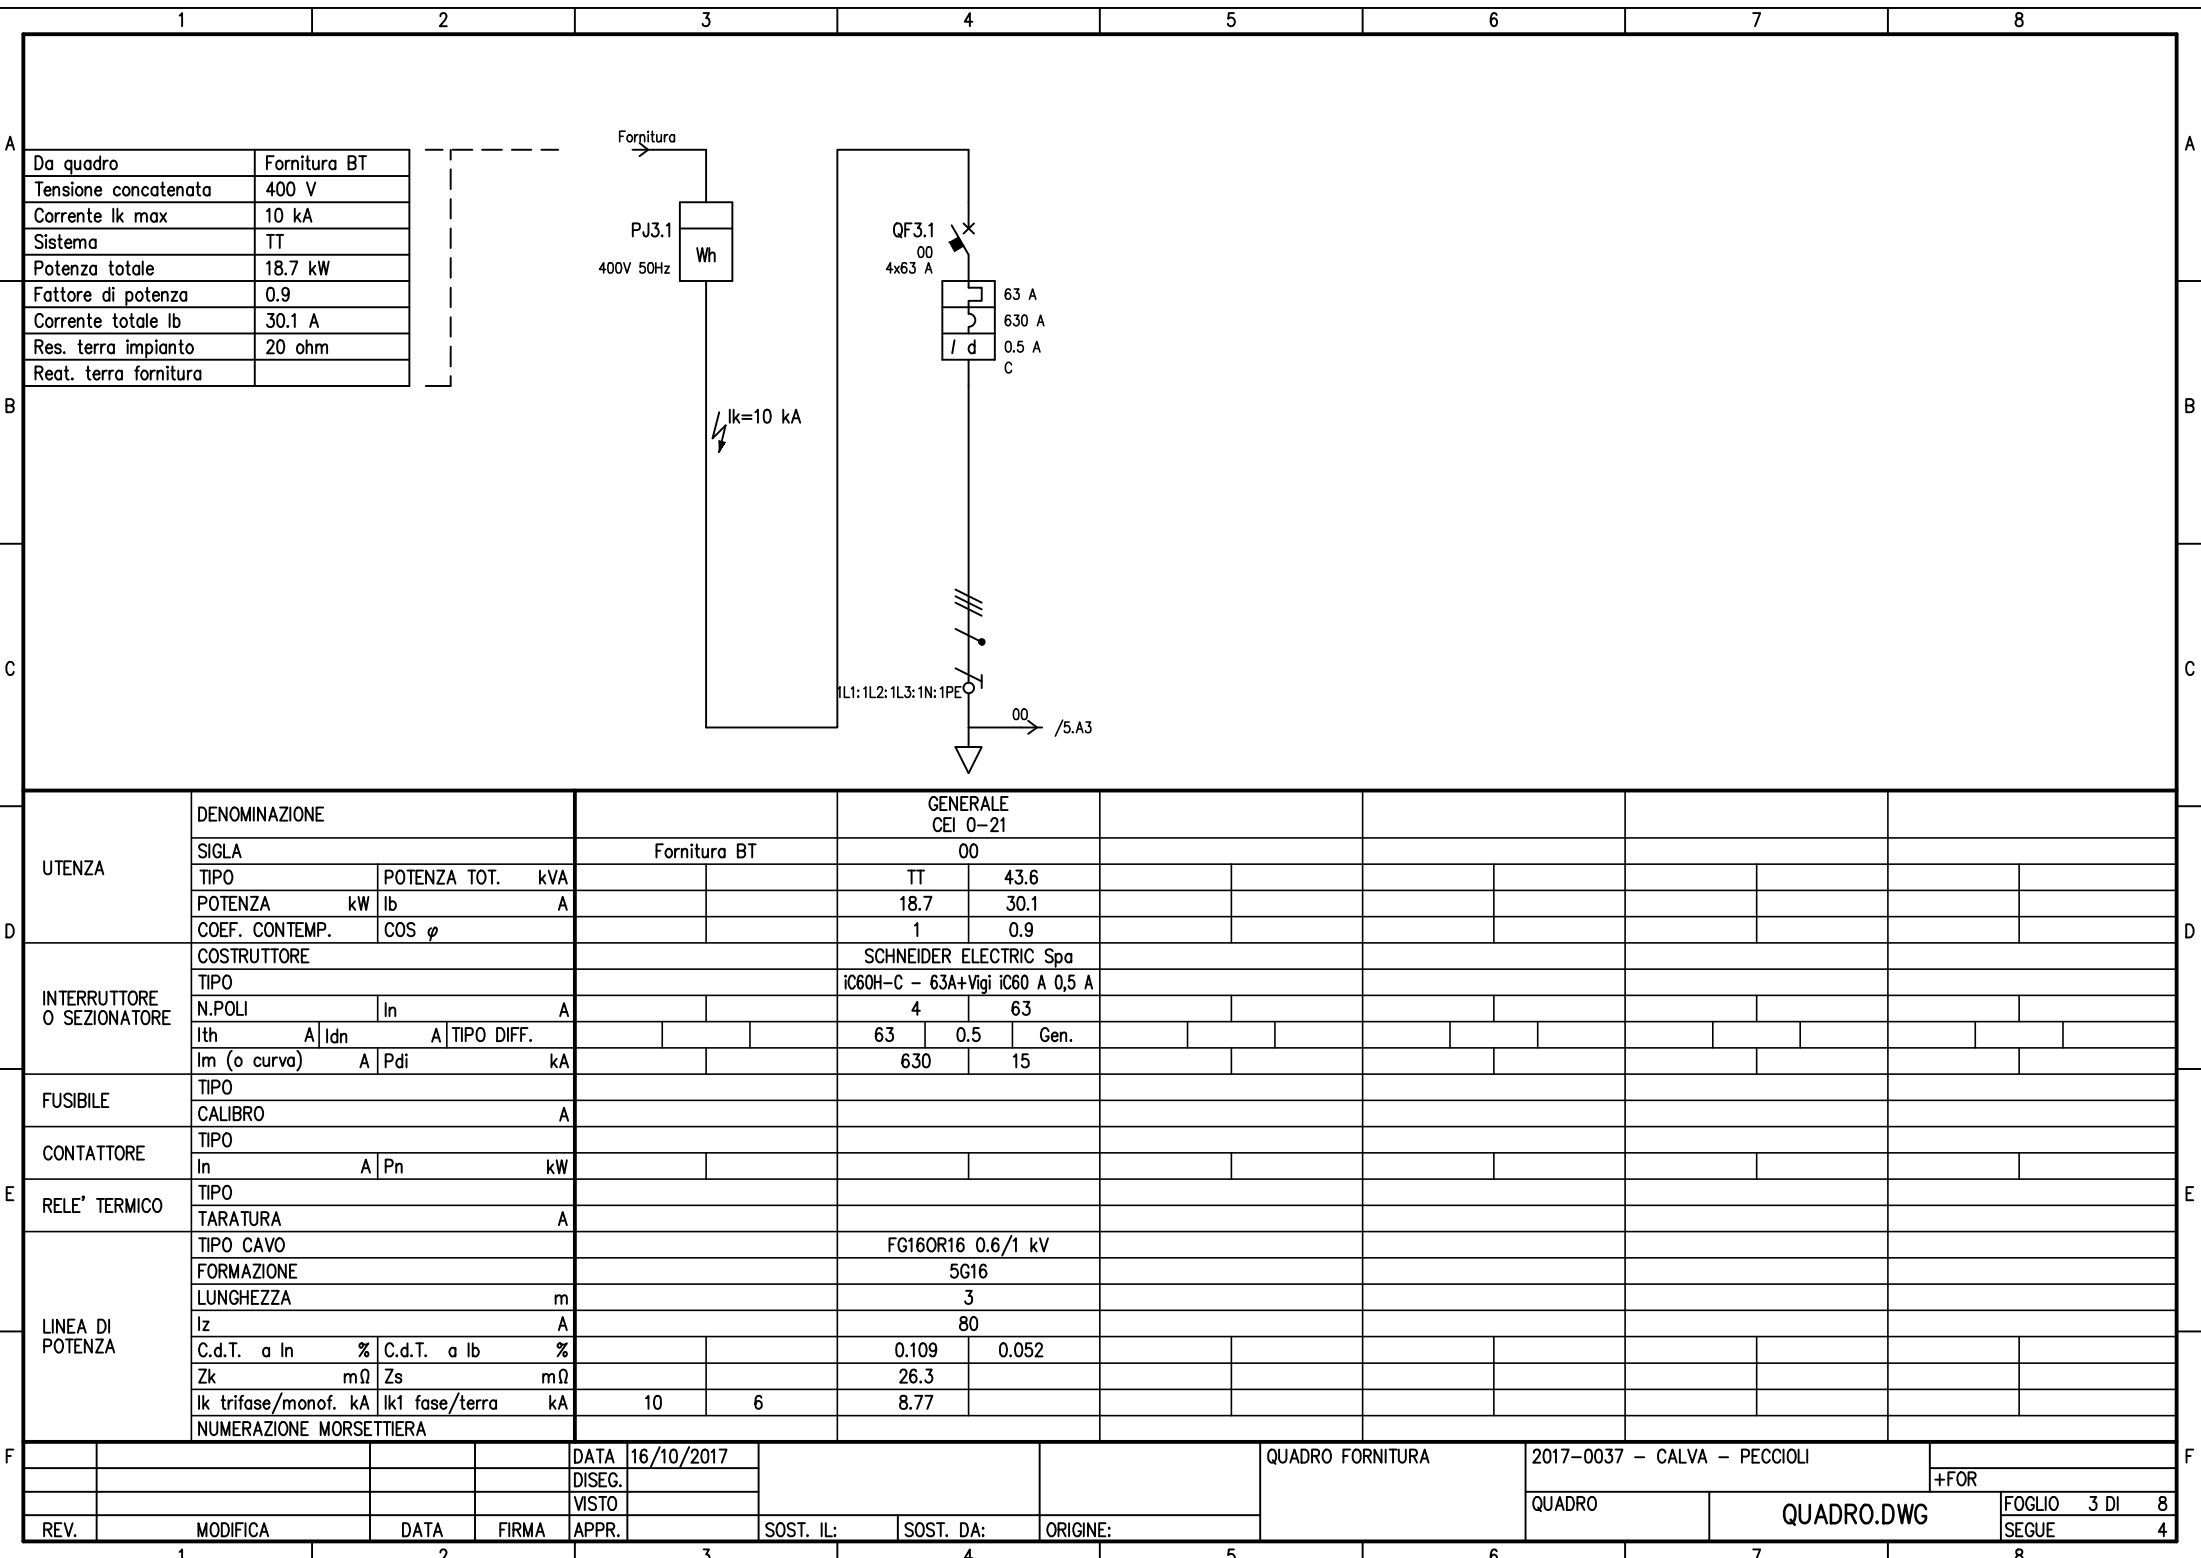 1 2 3 4 5 6 7 8
A A
Da quadro Fornitura BT
Tensione concatenata 400 V
Corrente Ik max 10 kA
Sistema TT
Potenza totale 18.7 kW
Fattore di potenza 0.9
Corrente totale Ib 30.1 A
Res. terra impianto 20 ohm
Reat. terra fornitura
Fornitura
PJ3.1
Wh
400V 50Hz
Ik=10 kA
QF3.1
00
4x63 A
63 A
630 A
I d 0.5 A
C
B B
C C
1L1:1L2:1L3:1N:1PE
00
/5.A3
UTENZA
DENOMINAZIONE GENERALE
CEI 0-21
SIGLA Fornitura BT 00
TIPO POTENZA TOT. kVA TT 43.6
POTENZA kW Ib A 18.7 30.1
COEF. CONTEMP. COS φ 1 0.9
D D
INTERRUTTORE
O SEZIONATORE
COSTRUTTORE SCHNEIDER ELECTRIC Spa
TIPO iC60H-C - 63A+Vigi iC60 A 0,5 A
N.POLI In A 4 63
Ith A Idn A TIPO DIFF. 63 0.5 Gen.
Im (o curva) A Pdi kA 630 15
FUSIBILE
TIPO
CALIBRO A
CONTATTORE
TIPO
In A Pn kW
E E
RELE' TERMICO
TIPO
TARATURA A
LINEA DI
POTENZA
TIPO CAVO FG16OR16 0.6/1 kV
FORMAZIONE 5G16
LUNGHEZZA m 3
Iz A 80
C.d.T. a In % C.d.T. a Ib % 0.109 0.052
Zk mΩ Zs mΩ 26.3
Ik trifase/monof. kA Ik1 fase/terra kA 10 6 8.77
NUMERAZIONE MORSETTIERA
F F
DATA 16/10/2017 QUADRO FORNITURA 2017-0037 - CALVA - PECCIOLI
DISEG. +FOR
VISTO QUADRO QUADRO.DWG FOGLIO 3 DI 8
REV. MODIFICA DATA FIRMA APPR. SOST. IL: SOST. DA: ORIGINE: SEGUE 4
1 2 3 4 5 6 7 8